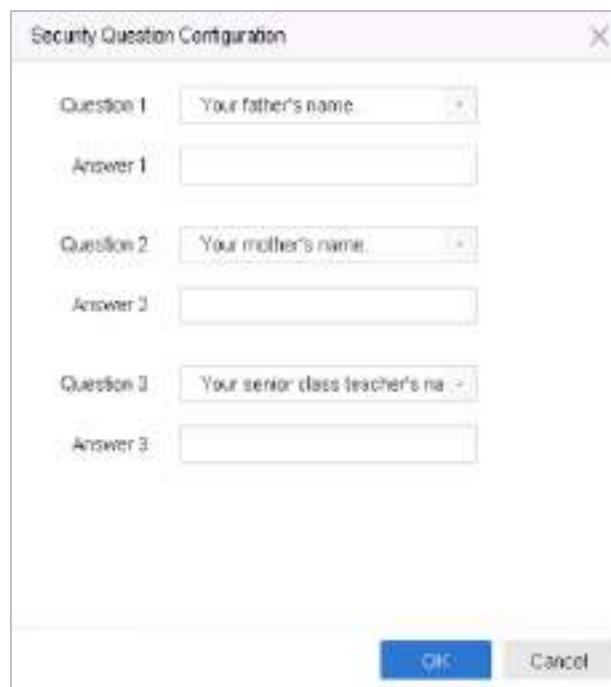 Security Question Configuration
Question 1 Your father's name.
Answer 1
Question 2 Your mother's name.
Answer 2
Question 3 Your senior class teacher's na
Answer 3
OK Cancel